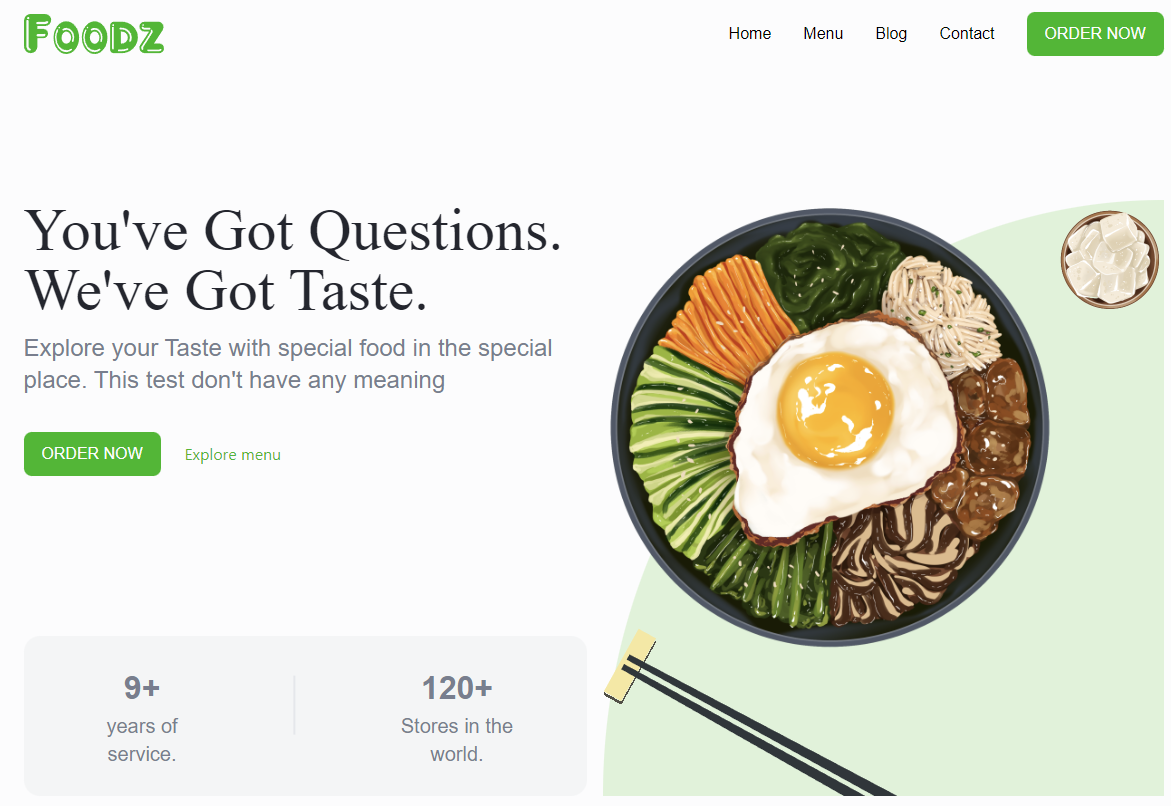 Foodz
Home Menu Blog Contact ORDER NOW
You've Got Questions.
We've Got Taste.
Explore your Taste with special food in the special
place. This test don't have any meaning
ORDER NOW Explore menu
9+
years of
service.
120+
Stores in the
world.